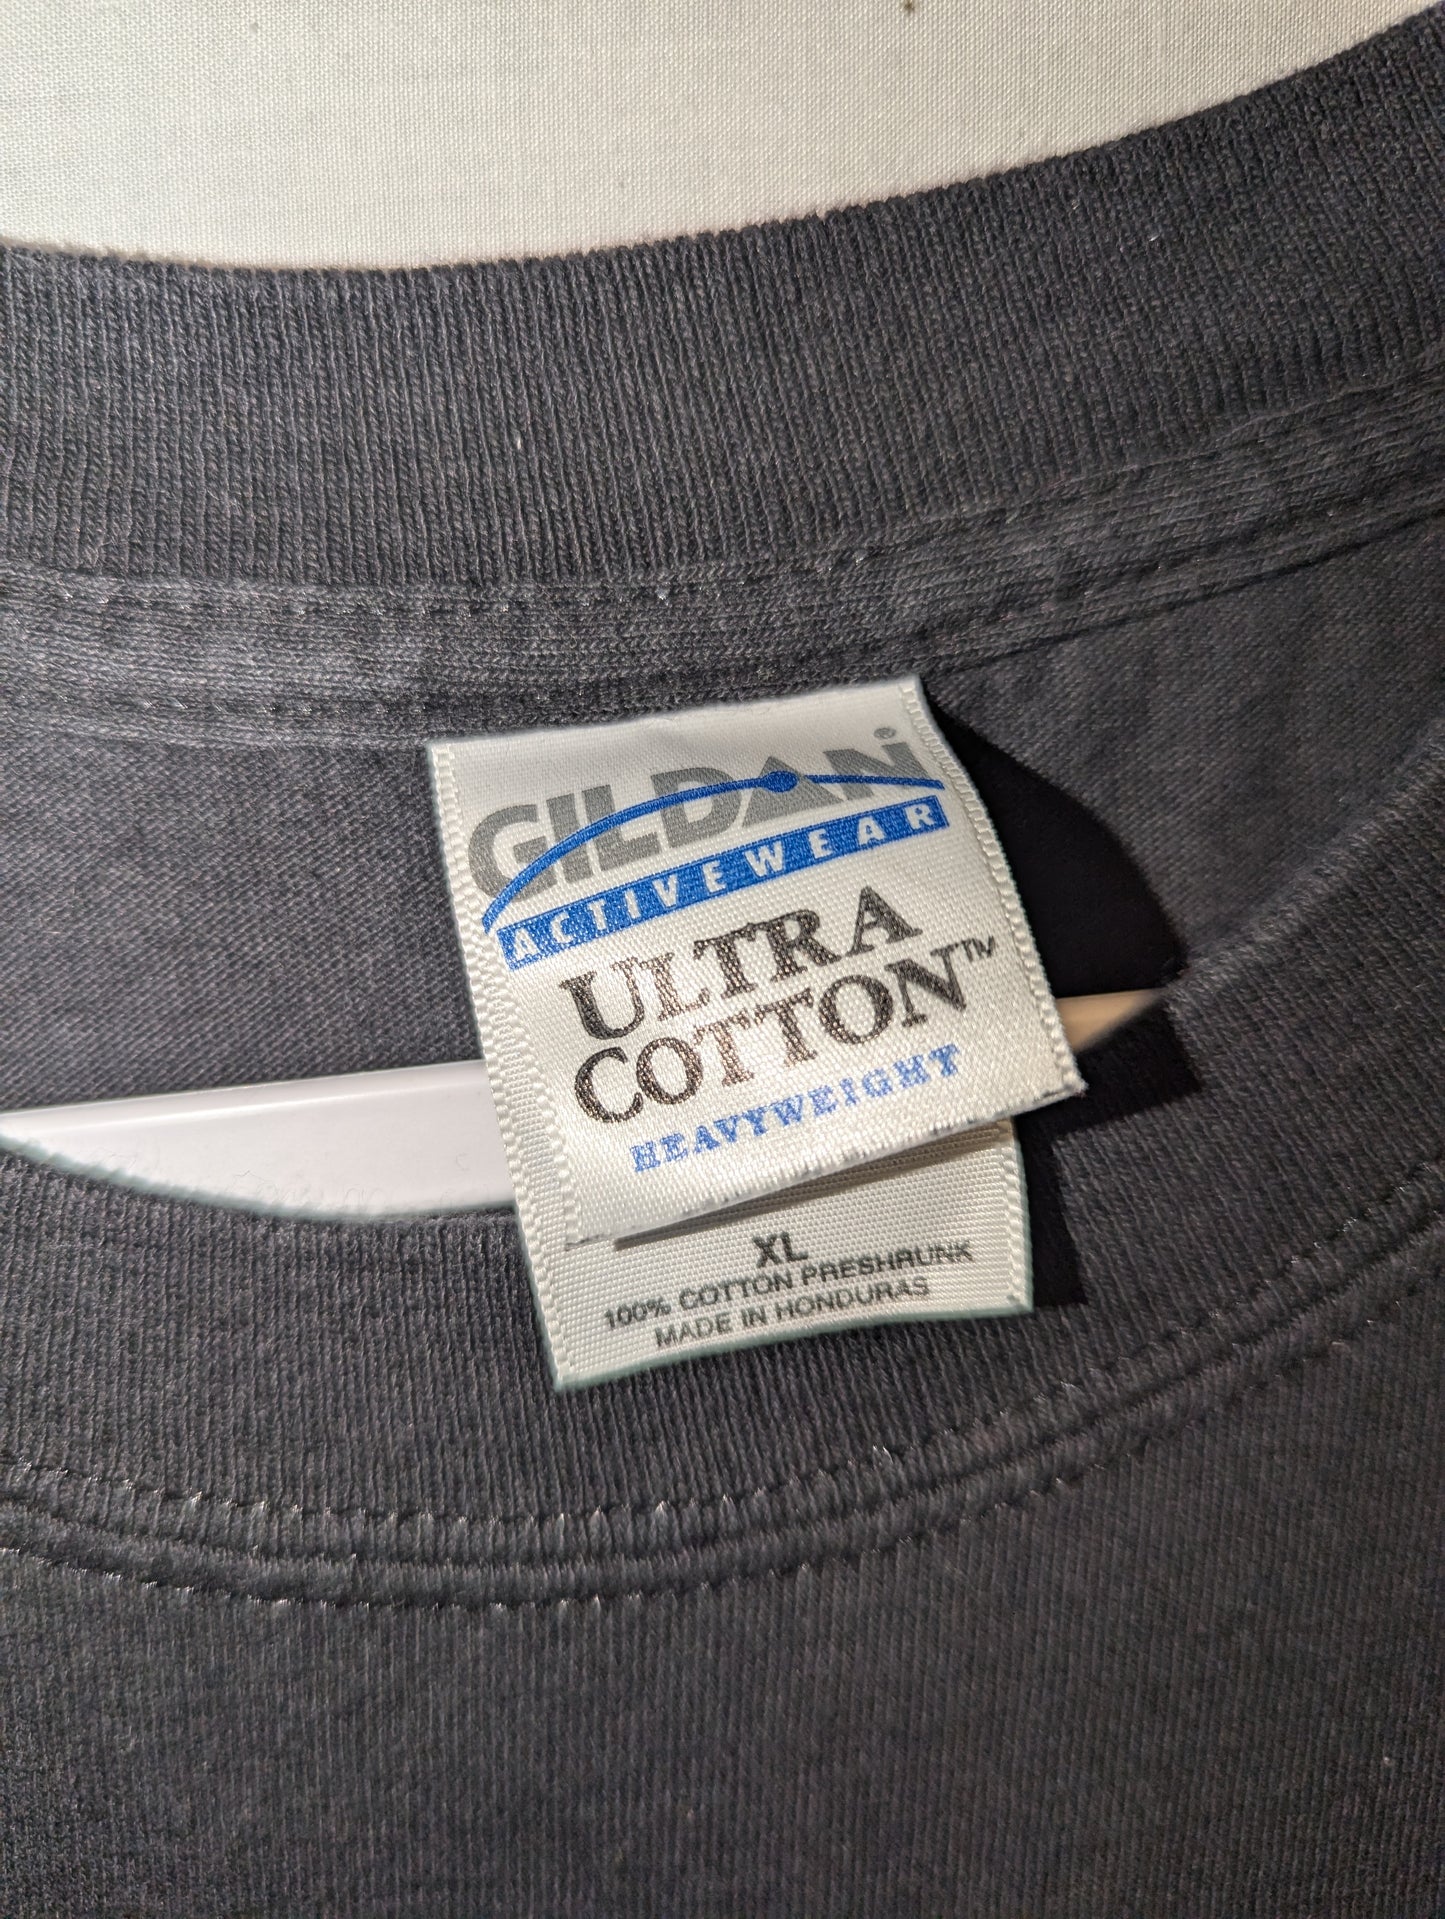 GILDAN®
ACTIVEWEAR
ULTRA
COTTON™
HEAVYWEIGHT
XL
100% COTTON PRESHRUNK
MADE IN HONDURAS